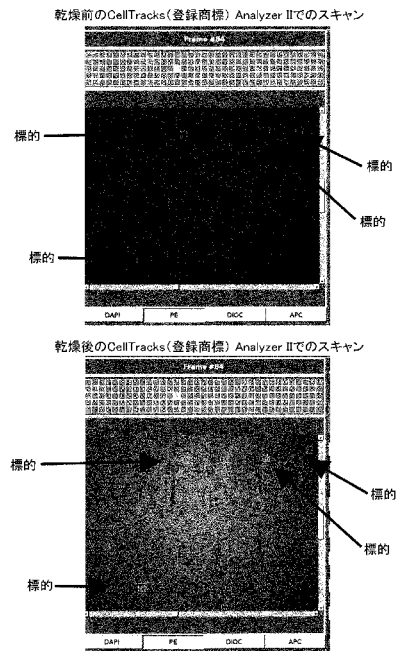 乾燥前のCellTracks(登録商標) Analyzer IIでのスキャン
Frame #84
標的
標的
標的
標的
DAPI PE DIOC APC
乾燥後のCellTracks(登録商標) Analyzer IIでのスキャン
Frame #84
標的
標的
標的
標的
DAPI PE DIOC APC